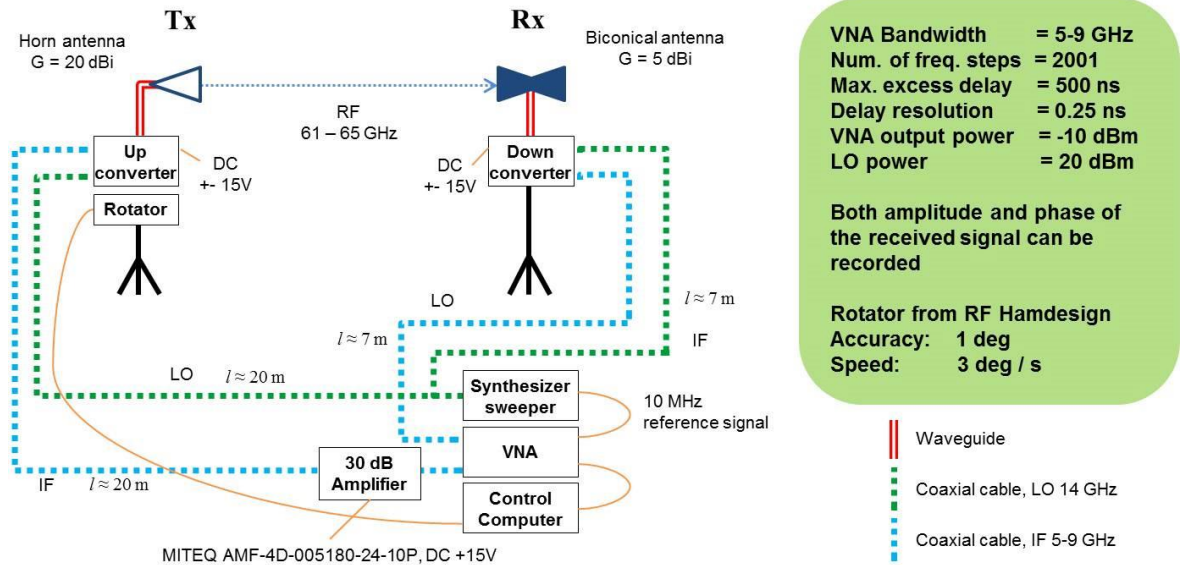 Tx
Rx
Horn antenna
G = 20 dBi
Biconical antenna
G = 5 dBi
RF
61 – 65 GHz
Up
converter
DC
+- 15V
Rotator
Down
converter
DC
+- 15V
LO
l ≈ 7 m
l ≈ 7 m
IF
LO l ≈ 20 m
Synthesizer
sweeper
10 MHz
reference signal
VNA
30 dB
Amplifier
IF l ≈ 20 m
Control
Computer
MITEQ AMF-4D-005180-24-10P, DC +15V
VNA Bandwidth = 5-9 GHz
Num. of freq. steps = 2001
Max. excess delay = 500 ns
Delay resolution = 0.25 ns
VNA output power = -10 dBm
LO power = 20 dBm
Both amplitude and phase of
the received signal can be
recorded
Rotator from RF Hamdesign
Accuracy: 1 deg
Speed: 3 deg / s
Waveguide
Coaxial cable, LO 14 GHz
Coaxial cable, IF 5-9 GHz